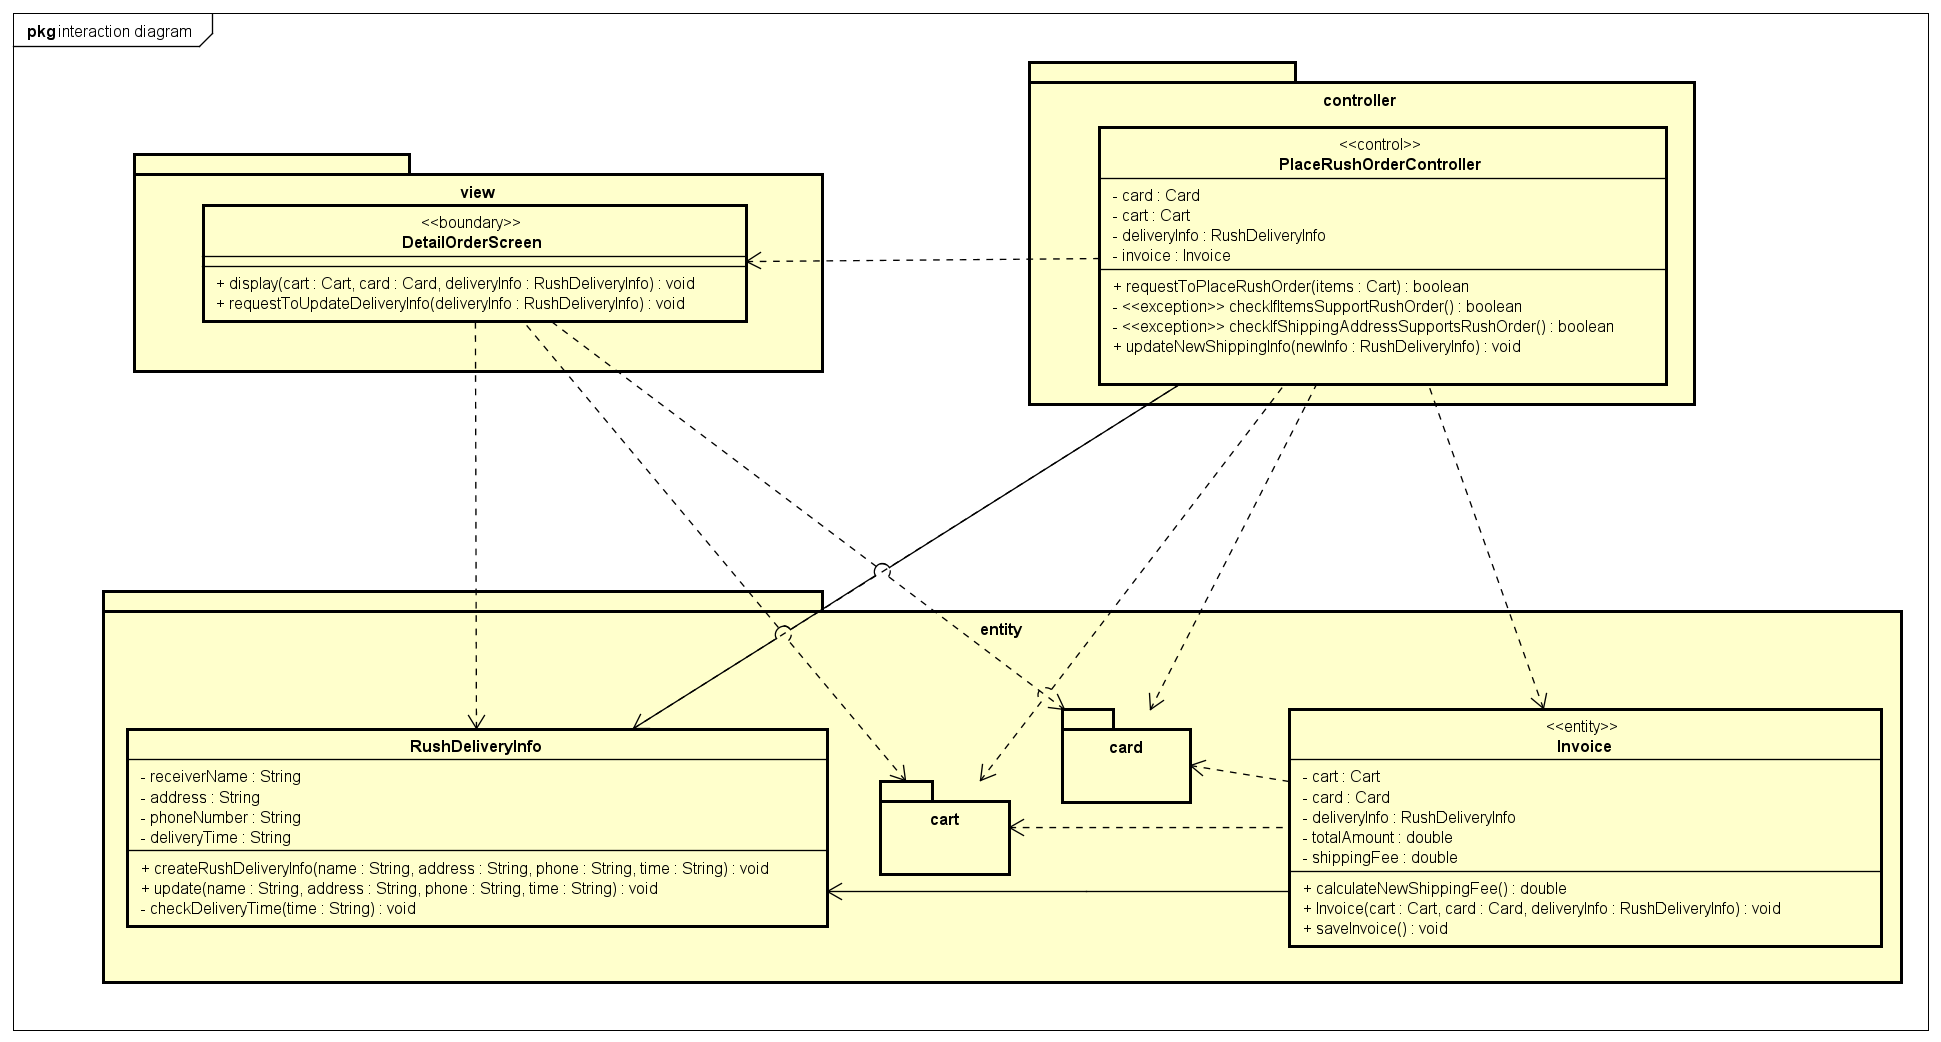 pkg interaction diagram
controller
<<control>>
PlaceRushOrderController
- card : Card
- cart : Cart
- deliveryInfo : RushDeliveryInfo
- invoice : Invoice
+ requestToPlaceRushOrder(items : Cart) : boolean
- <<exception>> checkIfItemsSupportRushOrder() : boolean
- <<exception>> checkIfShippingAddressSupportsRushOrder() : boolean
+ updateNewShippingInfo(newInfo : RushDeliveryInfo) : void
view
<<boundary>>
DetailOrderScreen
+ display(cart : Cart, card : Card, deliveryInfo : RushDeliveryInfo) : void
+ requestToUpdateDeliveryInfo(deliveryInfo : RushDeliveryInfo) : void
entity
RushDeliveryInfo
- receiverName : String
- address : String
- phoneNumber : String
- deliveryTime : String
+ createRushDeliveryInfo(name : String, address : String, phone : String, time : String) : void
+ update(name : String, address : String, phone : String, time : String) : void
- checkDeliveryTime(time : String) : void
cart
card
<<entity>>
Invoice
- cart : Cart
- card : Card
- deliveryInfo : RushDeliveryInfo
- totalAmount : double
- shippingFee : double
+ calculateNewShippingFee() : double
+ Invoice(cart : Cart, card : Card, deliveryInfo : RushDeliveryInfo) : void
+ saveInvoice() : void